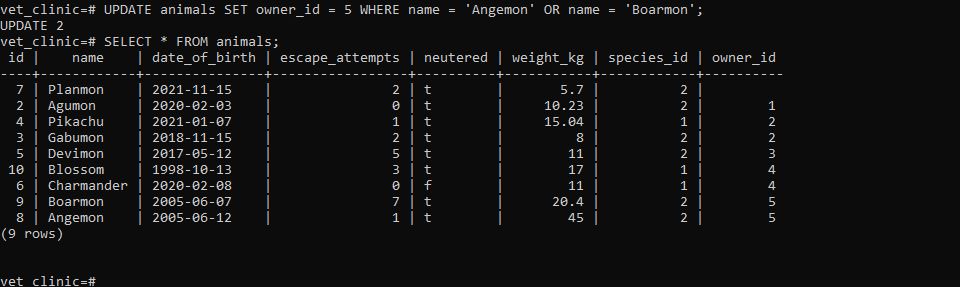 vet_clinic=# UPDATE animals SET owner_id = 5 WHERE name = 'Angemon' OR name = 'Boarmon';
UPDATE 2
vet_clinic=# SELECT * FROM animals;
 id |    name    | date_of_birth | escape_attempts | neutered | weight_kg | species_id | owner_id
----+------------+---------------+-----------------+----------+-----------+------------+----------
  7 | Planmon    | 2021-11-15    |               2 | t        |       5.7 |          2 |
  2 | Agumon     | 2020-02-03    |               0 | t        |     10.23 |          2 |        1
  4 | Pikachu    | 2021-01-07    |               1 | t        |     15.04 |          1 |        2
  3 | Gabumon    | 2018-11-15    |               2 | t        |         8 |          2 |        2
  5 | Devimon    | 2017-05-12    |               5 | t        |        11 |          2 |        3
 10 | Blossom    | 1998-10-13    |               3 | t        |        17 |          1 |        4
  6 | Charmander | 2020-02-08    |               0 | f        |        11 |          1 |        4
  9 | Boarmon    | 2005-06-07    |               7 | t        |      20.4 |          2 |        5
  8 | Angemon    | 2005-06-12    |               1 | t        |        45 |          2 |        5
(9 rows)
vet_clinic=#